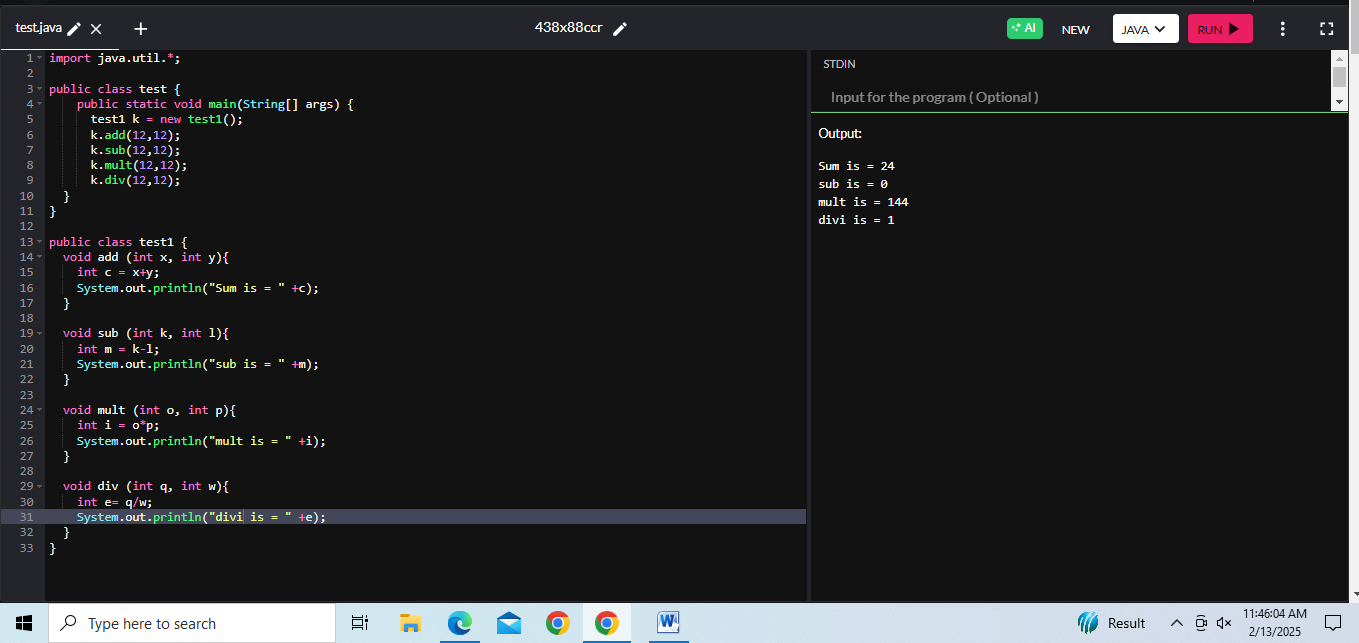 test.java
438x88ccr
AI
NEW
JAVA
RUN
1 import java.util.*;
2
3 public class test {
4 public static void main(String[] args) {
5 test1 k = new test1();
6 k.add(12,12);
7 k.sub(12,12);
8 k.mult(12,12);
9 k.div(12,12);
10 }
11 }
12
13 public class test1 {
14 void add (int x, int y){
15 int c = x+y;
16 System.out.println("Sum is = " +c);
17 }
18
19 void sub (int k, int l){
20 int m = k-l;
21 System.out.println("sub is = " +m);
22 }
23
24 void mult (int o, int p){
25 int i = o*p;
26 System.out.println("mult is = " +i);
27 }
28
29 void div (int q, int w){
30 int e= q/w;
31 System.out.println("divi is = " +e);
32 }
33 }
STDIN
Input for the program ( Optional )
Output:
Sum is = 24
sub is = 0
mult is = 144
divi is = 1
Type here to search
W
Result
11:46:04 AM
2/13/2025